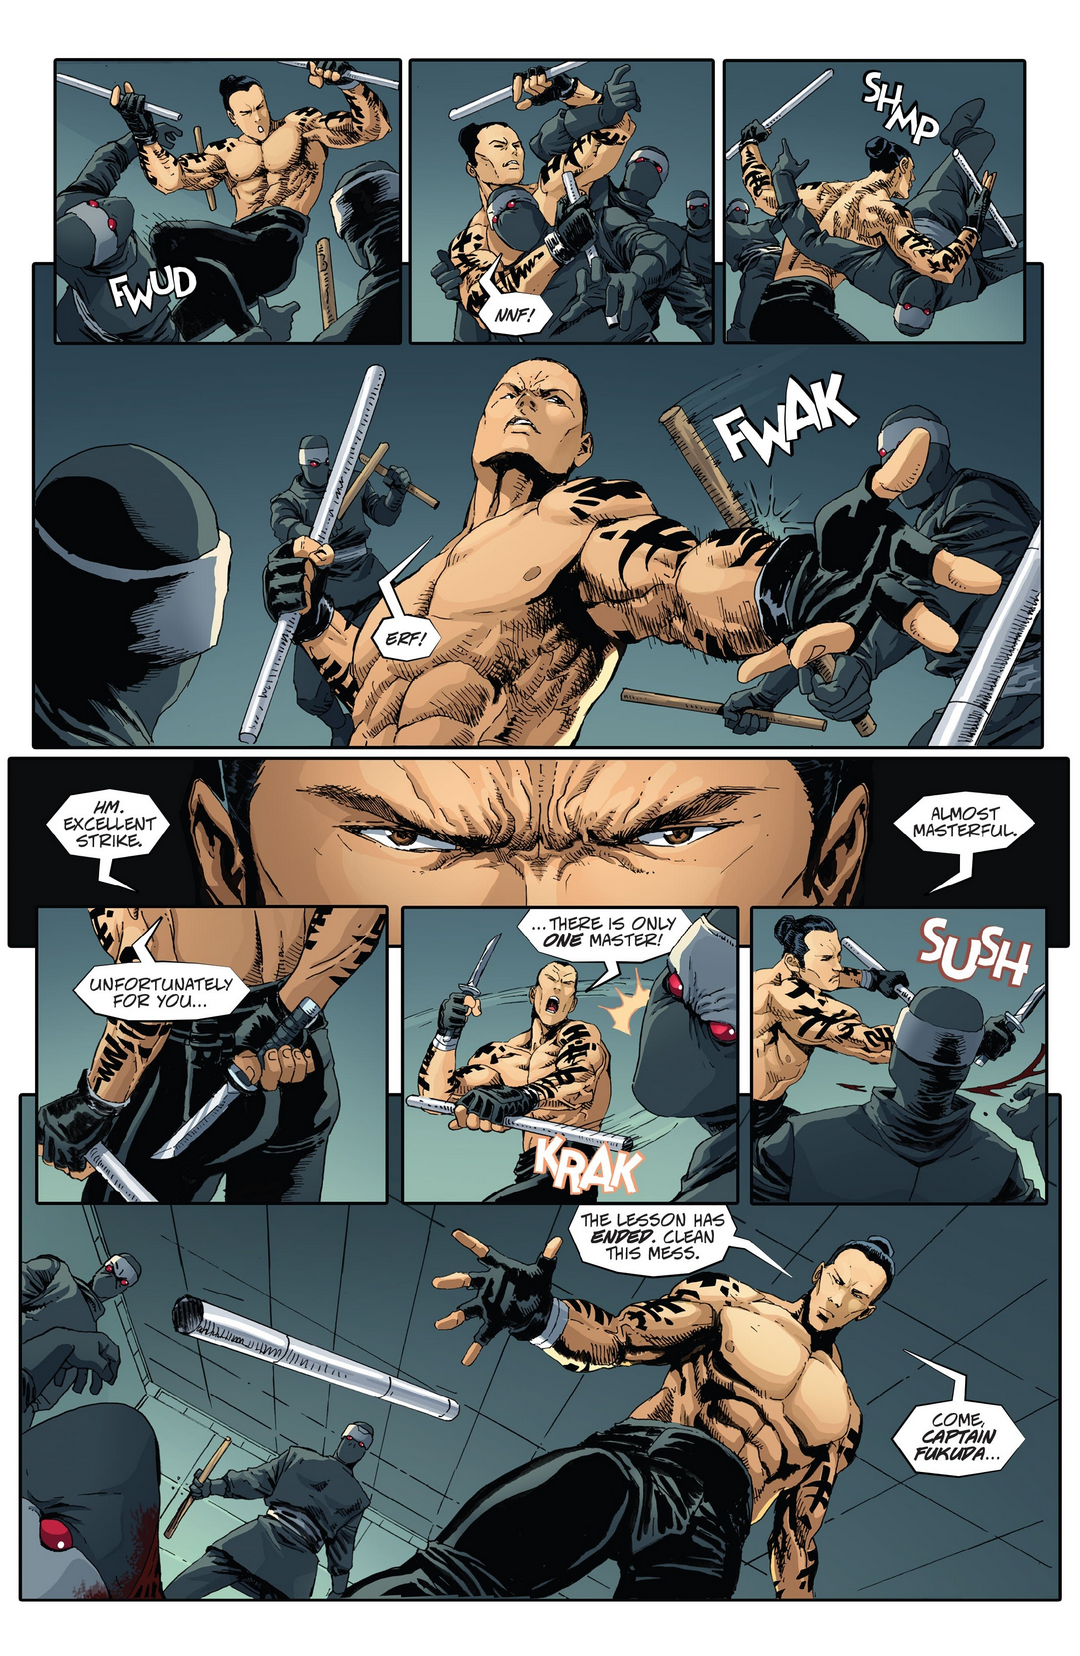 FWUD
NNF!
SHMP
FWAK
ERF!
HM.
EXCELLENT
STRIKE.
ALMOST
MASTERFUL.
UNFORTUNATELY
FOR YOU...
...THERE IS ONLY
ONE MASTER!
KRAK
SUSH
THE LESSON HAS
ENDED. CLEAN
THIS MESS.
COME,
CAPTAIN
FUKUDA...